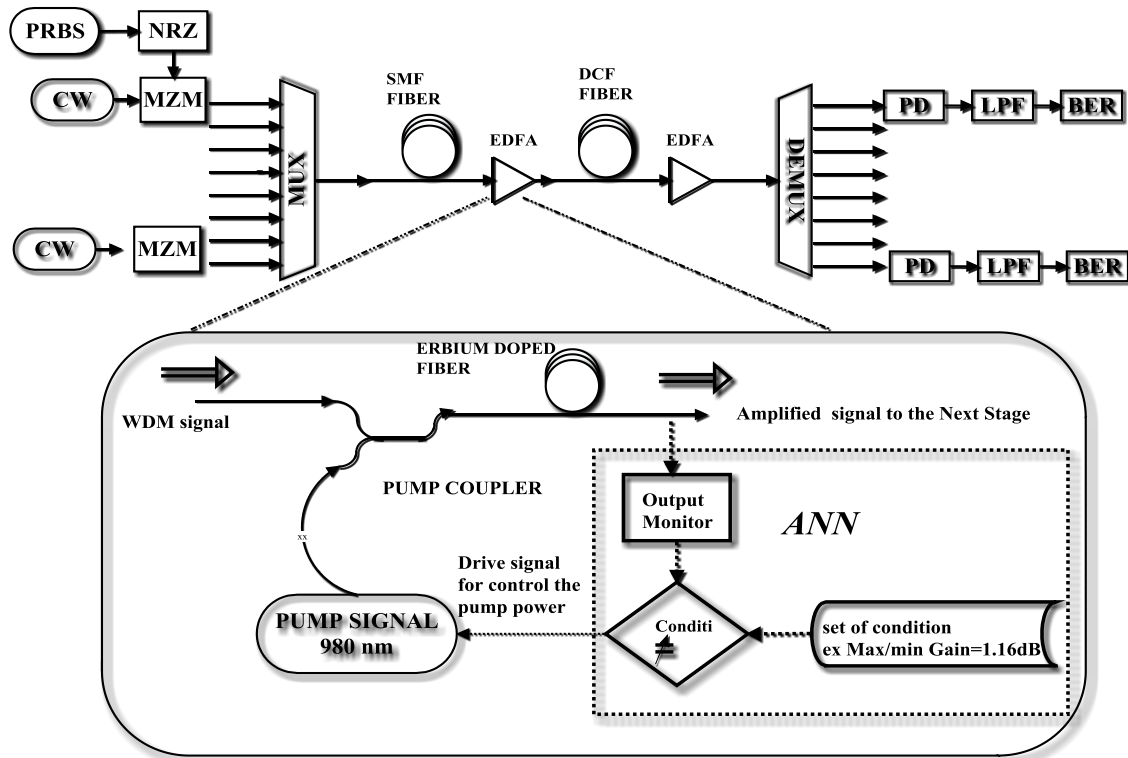 PRBS
NRZ
CW
MZM
CW
MZM
MUX
SMF
FIBER
EDFA
DCF
FIBER
EDFA
DEMUX
PD
LPF
BER
PD
LPF
BER
ERBIUM DOPED
FIBER
WDM signal
Amplified signal to the Next Stage
PUMP COUPLER
xx
Output
Monitor
ANN
Drive signal
for control the
pump power
PUMP SIGNAL
980 nm
Conditi
set of condition
ex Max/min Gain=1.16dB